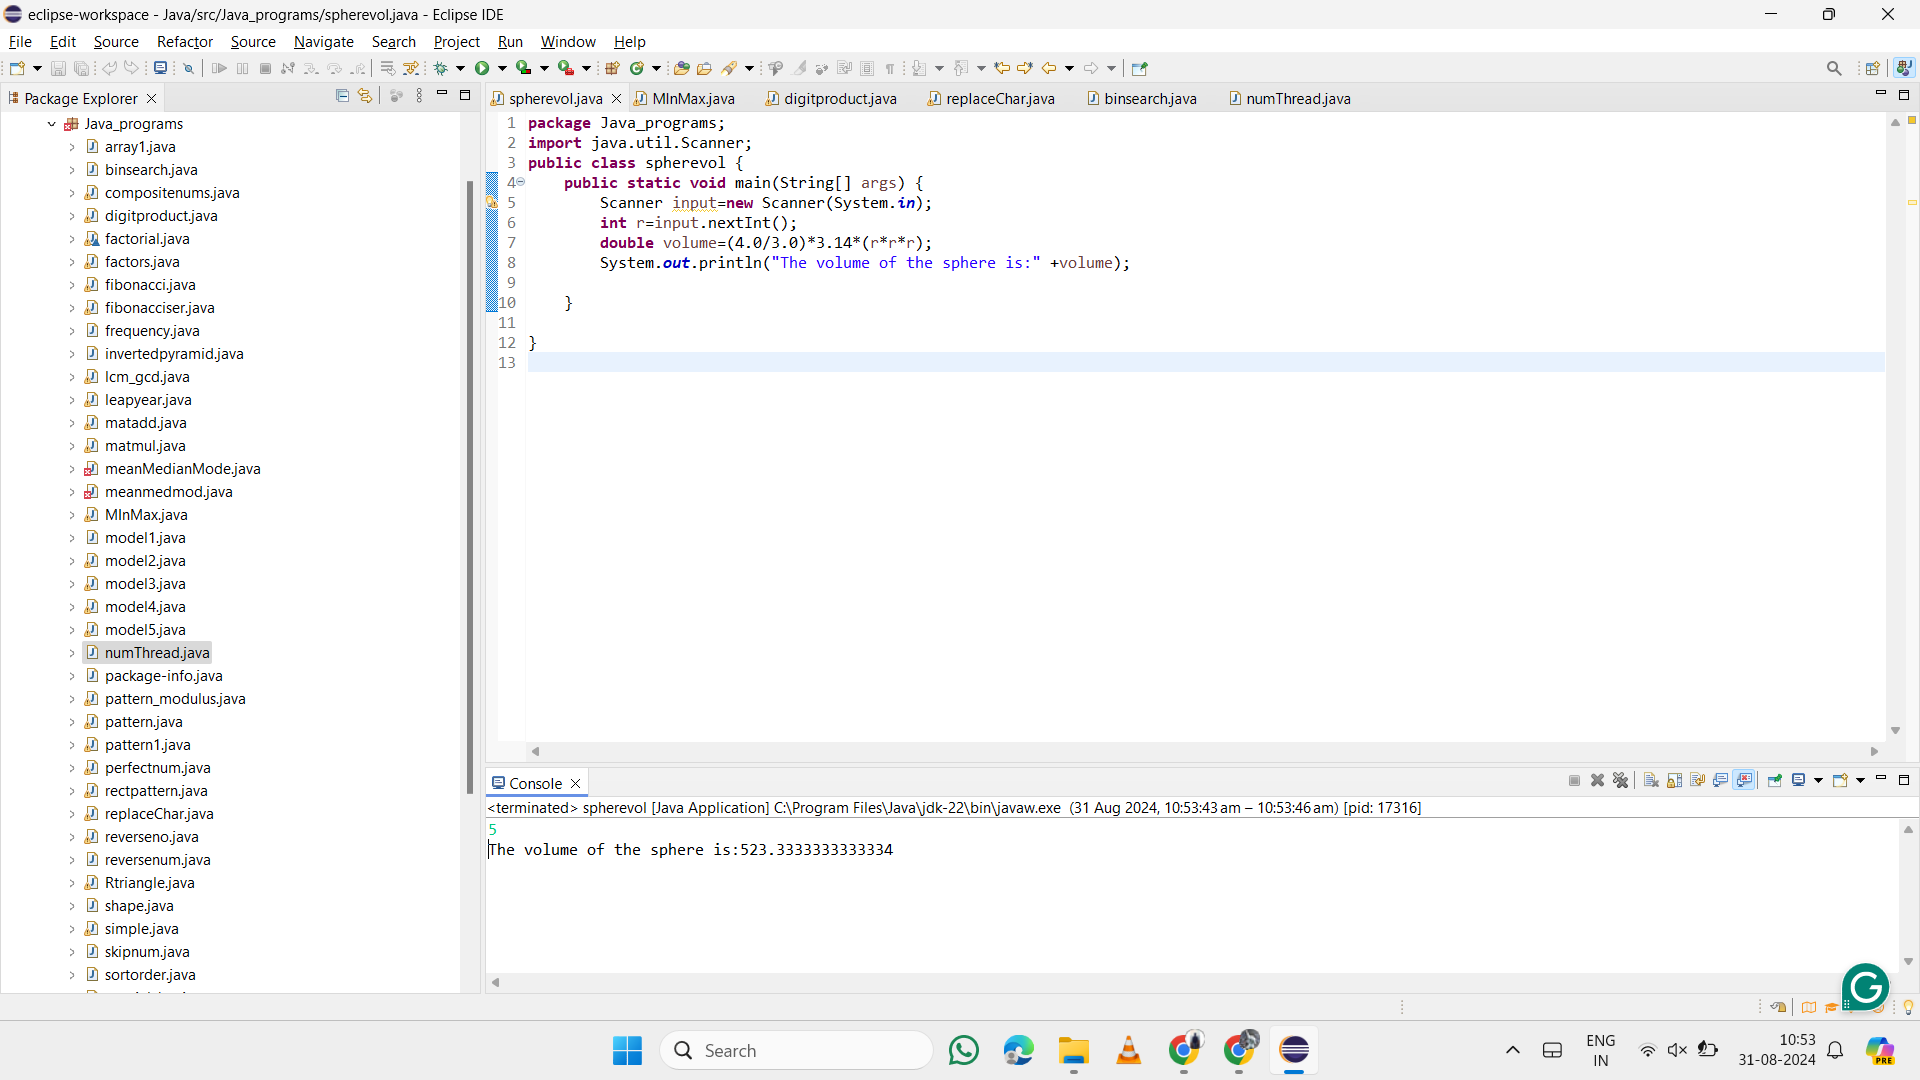 eclipse-workspace - Java/src/Java_programs/spherevol.java - Eclipse IDE
File Edit Source Refactor Source Navigate Search Project Run Window Help
Package Explorer
Java_programs
array1.java
binsearch.java
compositenums.java
digitproduct.java
factorial.java
factors.java
fibonacci.java
fibonacciser.java
frequency.java
invertedpyramid.java
lcm_gcd.java
leapyear.java
matadd.java
matmul.java
meanMedianMode.java
meanmedmod.java
MInMax.java
model1.java
model2.java
model3.java
model4.java
model5.java
numThread.java
package-info.java
pattern_modulus.java
pattern.java
pattern1.java
perfectnum.java
rectpattern.java
replaceChar.java
reverseno.java
reversenum.java
Rtriangle.java
shape.java
simple.java
skipnum.java
sortorder.java
spherevol.java MInMax.java digitproduct.java replaceChar.java binsearch.java numThread.java
1 package Java_programs;
2 import java.util.Scanner;
3 public class spherevol {
4 public static void main(String[] args) {
5 Scanner input=new Scanner(System.in);
6 int r=input.nextInt();
7 double volume=(4.0/3.0)*3.14*(r*r*r);
8 System.out.println("The volume of the sphere is:" +volume);
9
10 }
11
12 }
13
Console
<terminated> spherevol [Java Application] C:\Program Files\Java\jdk-22\bin\javaw.exe (31 Aug 2024, 10:53:43 am – 10:53:46 am) [pid: 17316]
5
The volume of the sphere is:523.3333333333334
Search
ENG
IN
10:53
31-08-2024
PRE